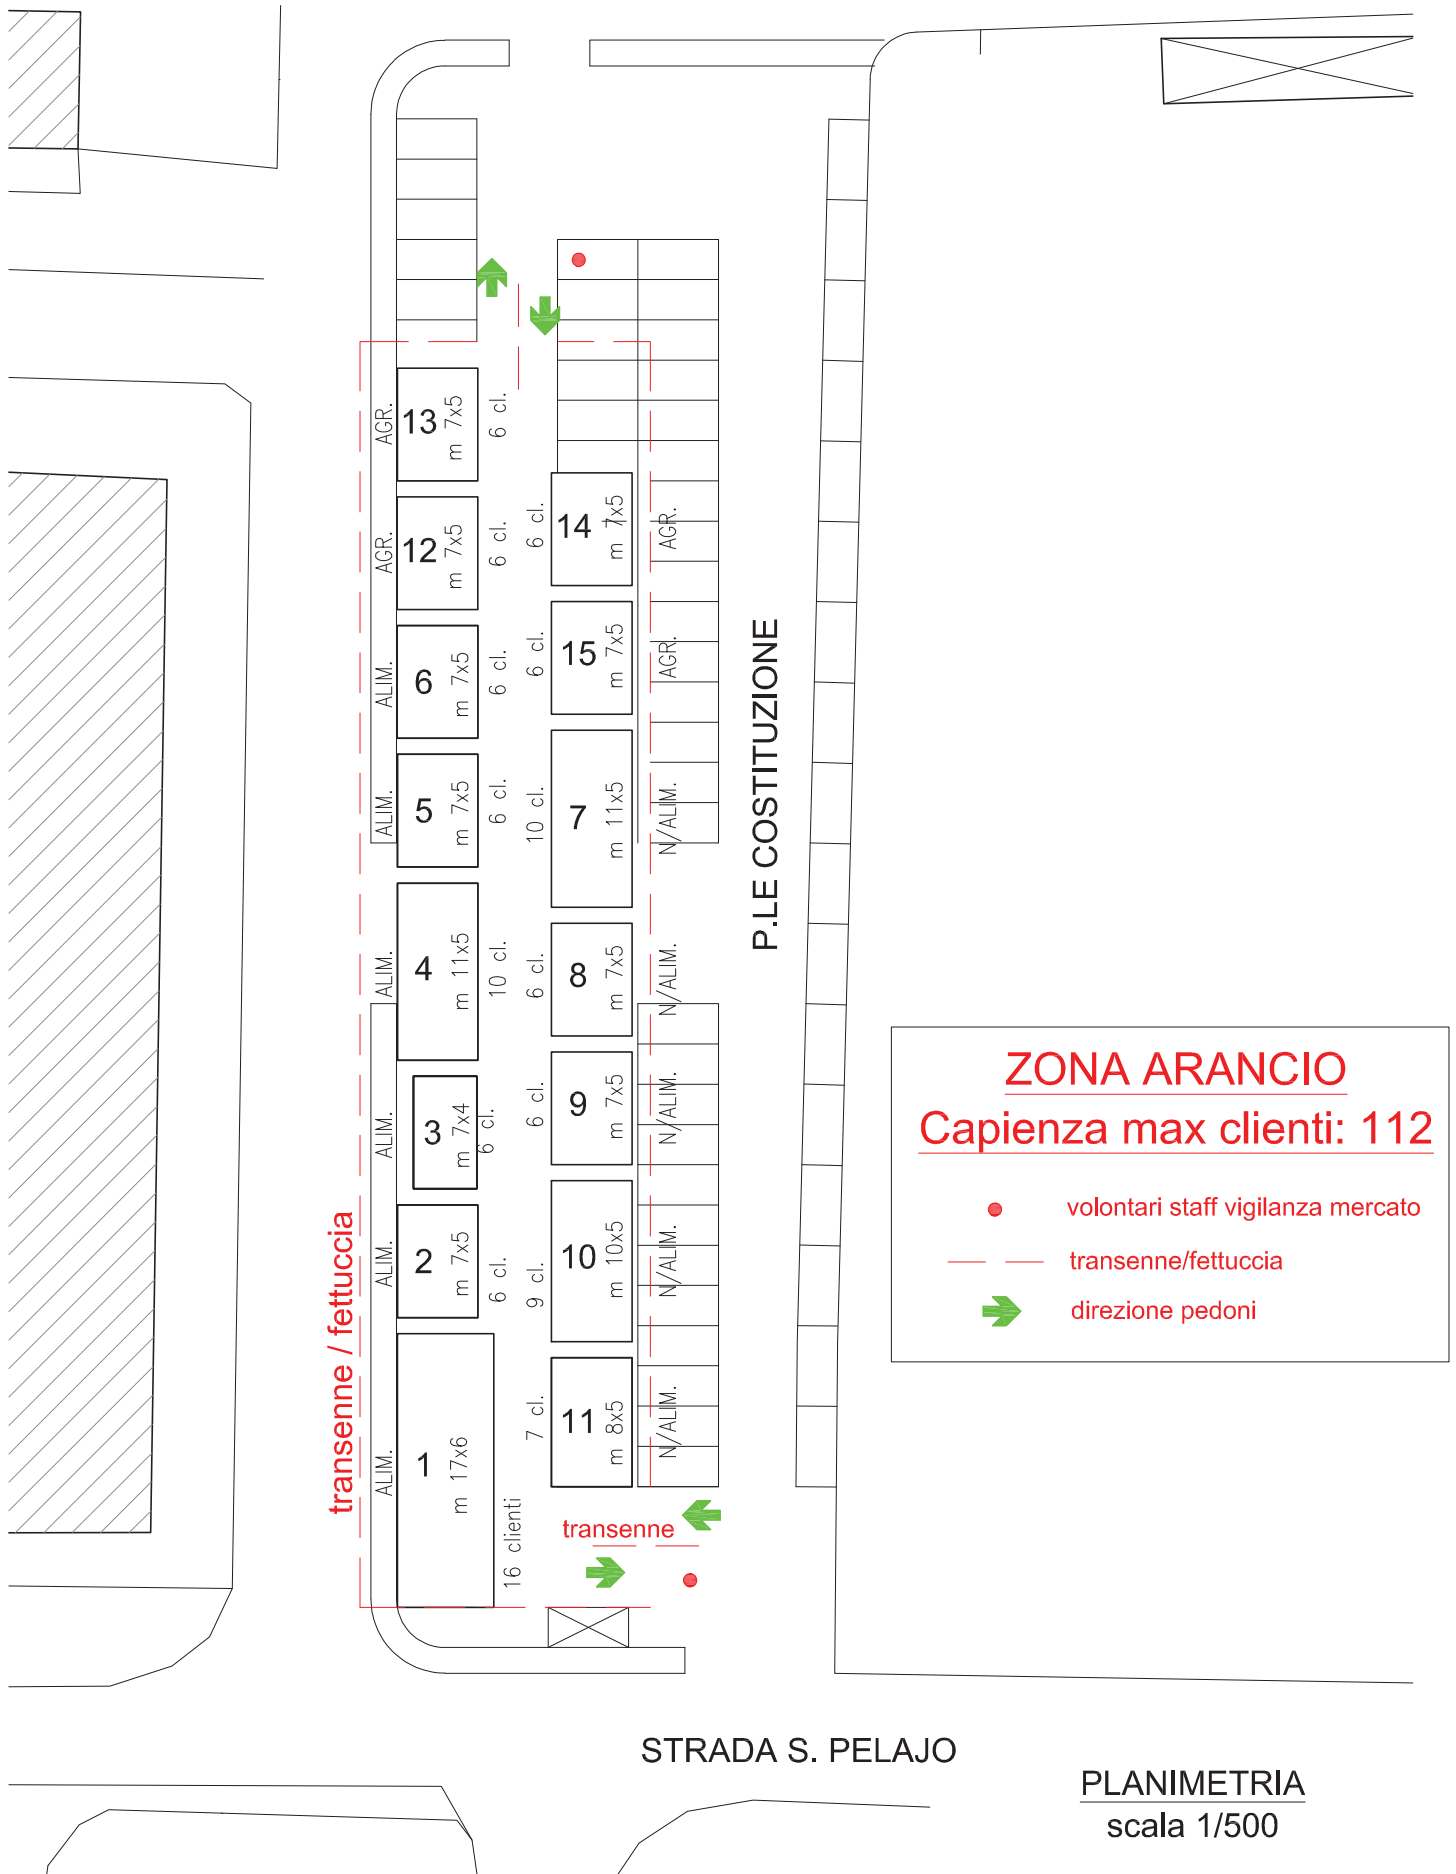 AGR.
13
m 7x5
6 cl.
AGR.
12
m 7x5
6 cl.
6 cl.
14
m 7x5
AGR.
ALIM.
6
m 7x5
6 cl.
6 cl.
15
m 7x5
AGR.
ALIM.
5
m 7x5
6 cl.
10 cl.
7
m 11x5
N/ALIM.
P.LE COSTITUZIONE
ALIM.
4
m 11x5
10 cl.
6 cl.
8
m 7x5
N/ALIM.
ALIM.
3
m 7x4
6 cl.
6 cl.
9
m 7x5
N/ALIM.
ALIM.
2
m 7x5
6 cl.
9 cl.
10
m 10x5
N/ALIM.
transenne / fettuccia
ALIM.
1
m 17x6
16 clienti
7 cl.
11
m 8x5
N/ALIM.
transenne
ZONA ARANCIO
Capienza max clienti: 112
volontari staff vigilanza mercato
transenne/fettuccia
direzione pedoni
STRADA S. PELAJO
PLANIMETRIA
scala 1/500